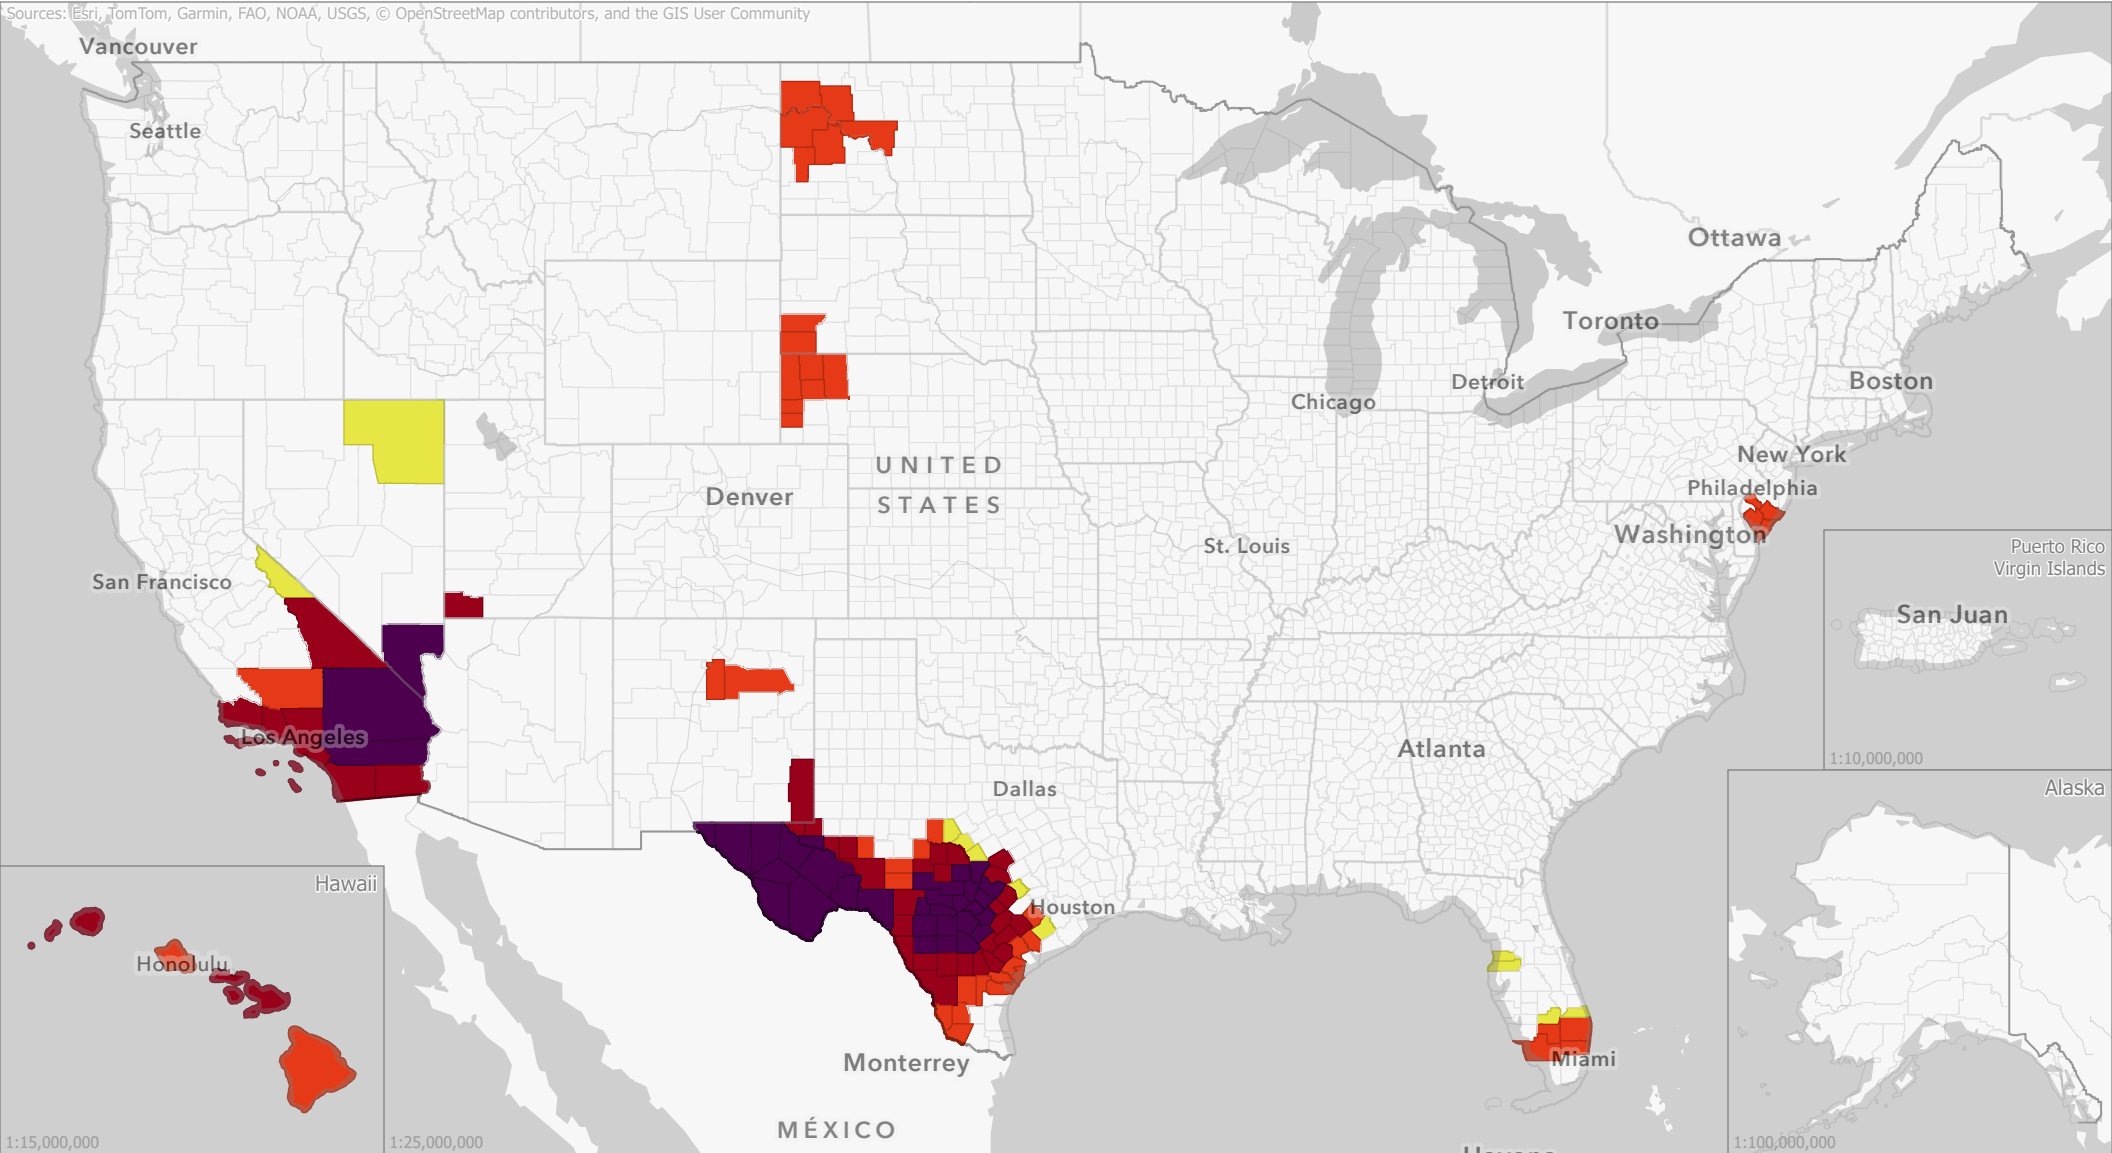 Sources: Esri, TomTom, Garmin, FAO, NOAA, USGS, © OpenStreetMap contributors, and the GIS User Community
Vancouver
Seattle
Ottawa
Toronto
Boston
Detroit
Chicago
New York
UNITED
Philadelphia
Denver
STATES
Washington
St. Louis
Puerto Rico
Virgin Islands
San Francisco
San Juan
Los Angeles
Atlanta
1:10,000,000
Dallas
Alaska
Hawaii
Houston
Honolulu
Miami
Monterrey
MÉXICO
1:15,000,000
1:25,000,000
1:100,000,000